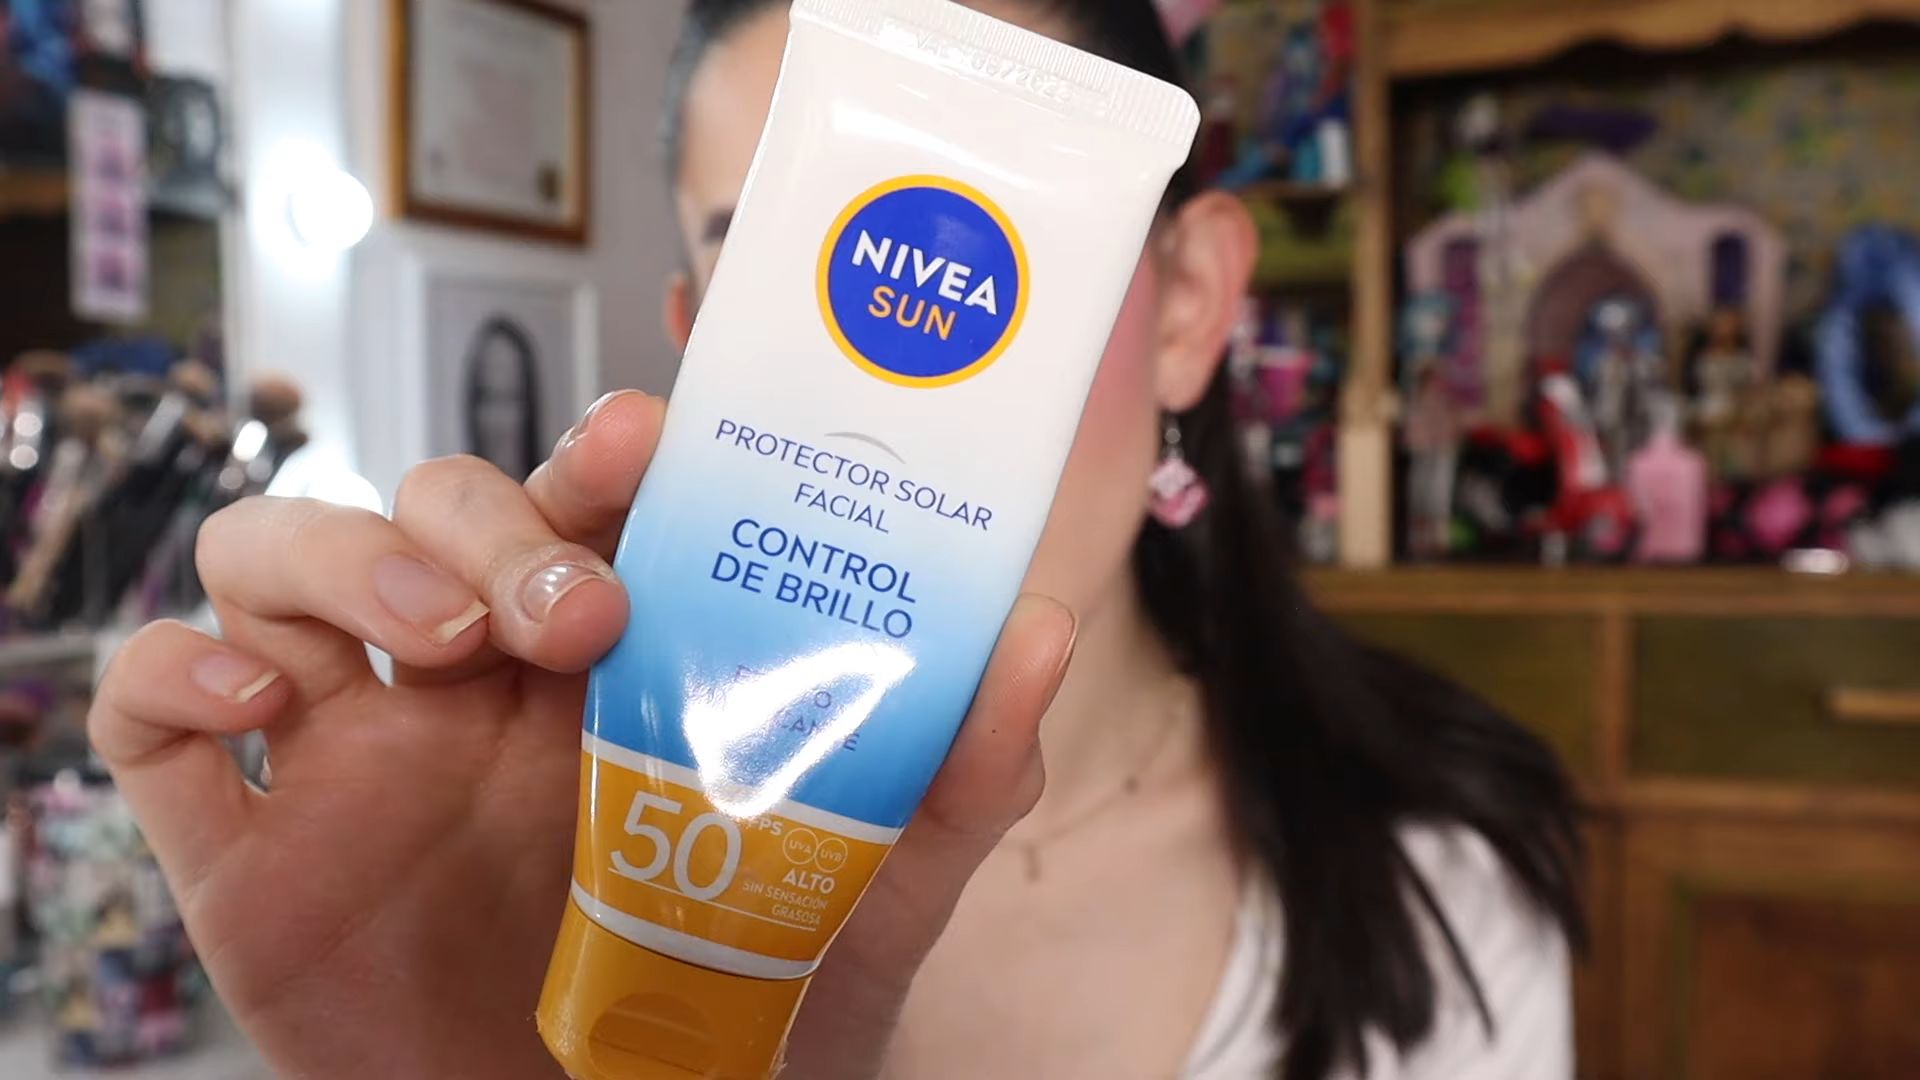 NIVEA
SUN
PROTECTOR SOLAR
FACIAL
CONTROL
DE BRILLO
50 FPS
UVA UVB
ALTO
SIN SENSACIÓN
GRASOSA